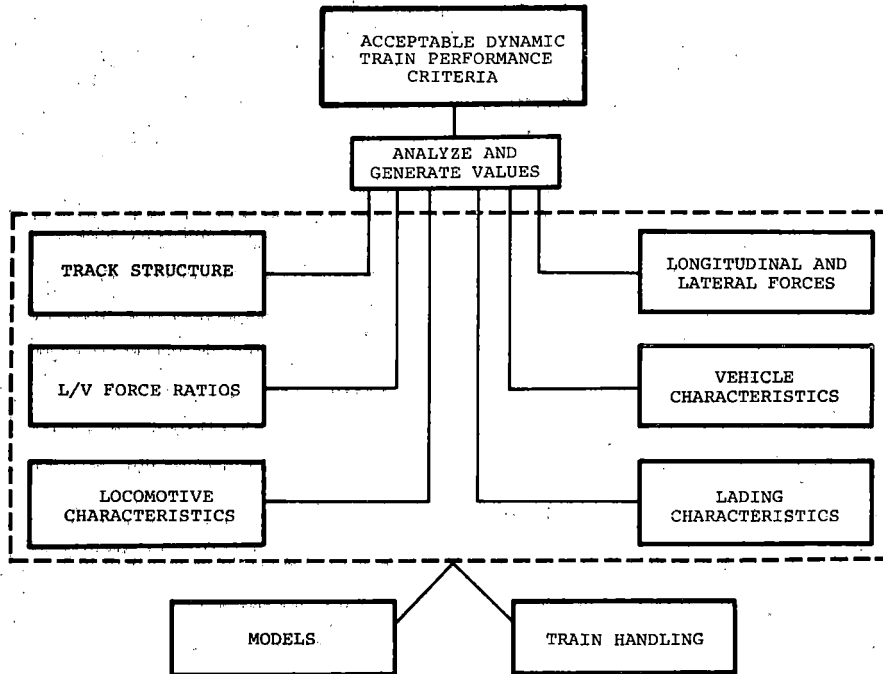 ACCEPTABLE DYNAMIC
TRAIN PERFORMANCE
CRITERIA
ANALYZE AND
GENERATE VALUES
TRACK STRUCTURE
LONGITUDINAL AND
LATERAL FORCES
L/V FORCE RATIOS
VEHICLE
CHARACTERISTICS
LOCOMOTIVE
CHARACTERISTICS
LADING
CHARACTERISTICS
MODELS
TRAIN HANDLING